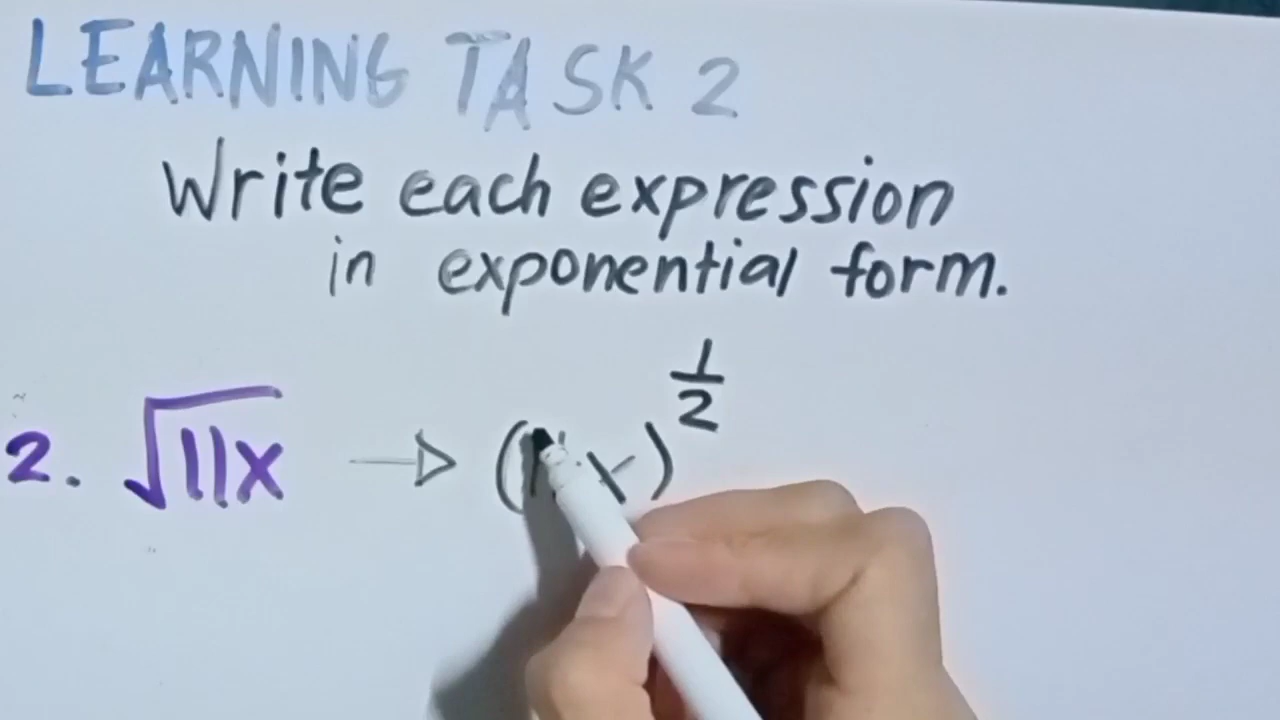 LEARNING TASK 2
Write each expression
in exponential form.
2. √11x → ( x)^1/2